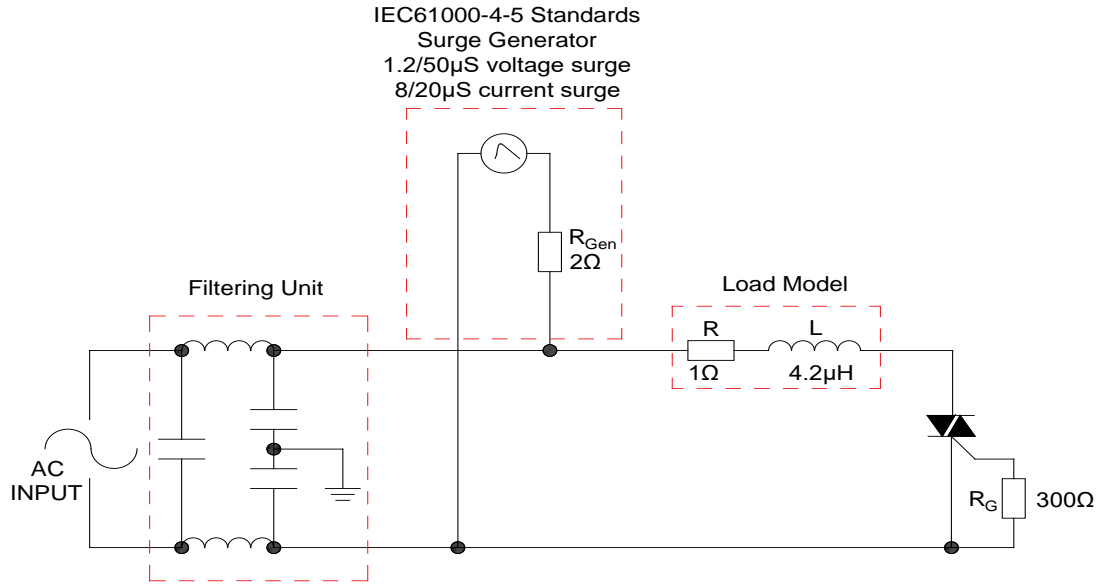 IEC61000-4-5 Standards
Surge Generator
1.2/50µS voltage surge
8/20µS current surge
RGen
2Ω
Filtering Unit
Load Model
R
L
1Ω
4.2µH
AC
INPUT
RG
300Ω